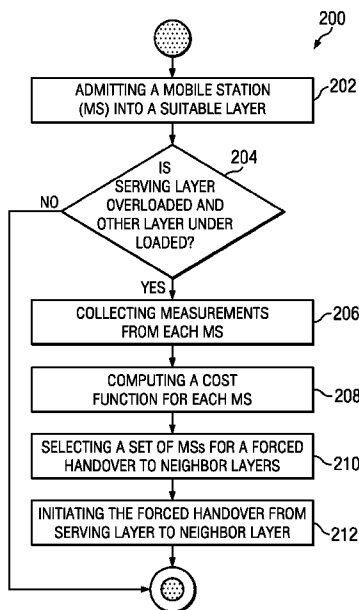 200
ADMITTING A MOBILE STATION
(MS) INTO A SUITABLE LAYER
202
204
IS
SERVING LAYER
OVERLOADED AND
OTHER LAYER UNDER
LOADED?
NO
YES
COLLECTING MEASUREMENTS
FROM EACH MS
206
COMPUTING A COST
FUNCTION FOR EACH MS
208
SELECTING A SET OF MSs FOR A FORCED
HANDOVER TO NEIGHBOR LAYERS
210
INITIATING THE FORCED HANDOVER FROM
SERVING LAYER TO NEIGHBOR LAYER
212